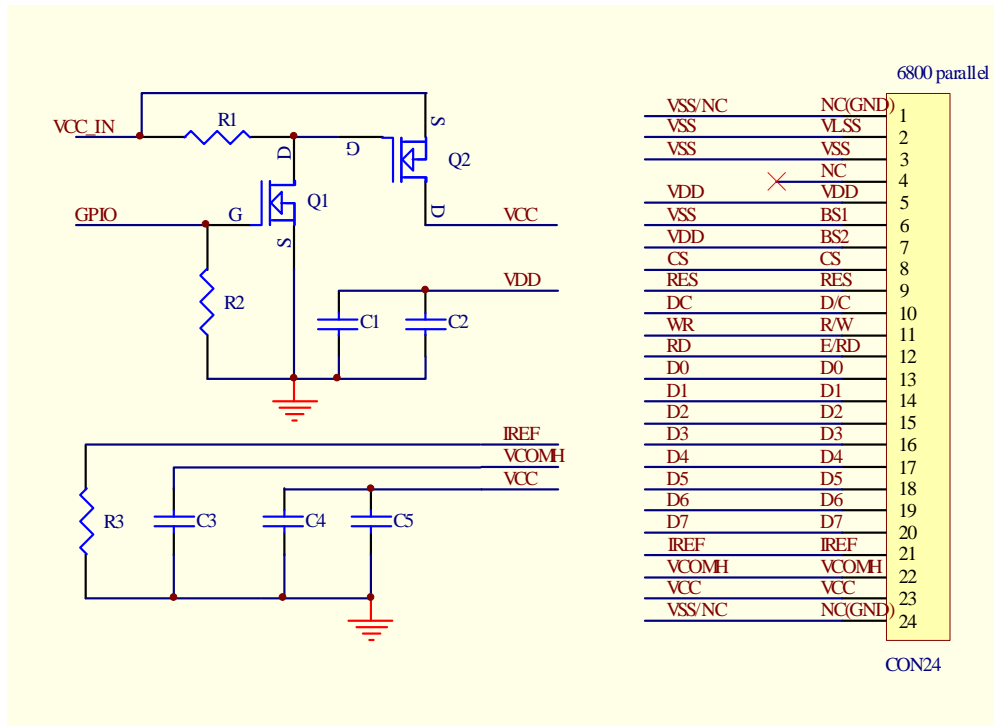 6800 parallel
VCC_IN
R1
D
G
S
Q2
D
VCC
GPIO
G
Q1
S
R2
VDD
C1
C2
IREF
VCOMH
VCC
R3
C3
C4
C5
VSS/NC NC(GND) 1
VSS VLSS 2
VSS VSS 3
NC 4
VDD VDD 5
VSS BS1 6
VDD BS2 7
CS CS 8
RES RES 9
DC D/C 10
WR R/W 11
RD E/RD 12
D0 D0 13
D1 D1 14
D2 D2 15
D3 D3 16
D4 D4 17
D5 D5 18
D6 D6 19
D7 D7 20
IREF IREF 21
VCOMH VCOMH 22
VCC VCC 23
VSS/NC NC(GND) 24
CON24